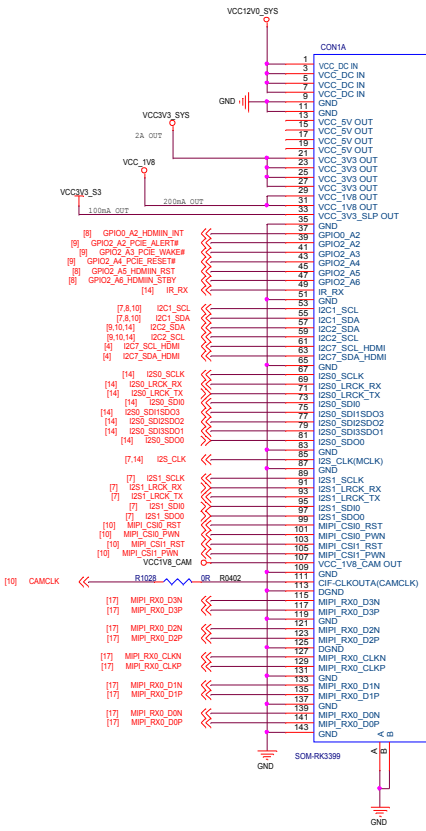 VCC12V0_SYS
CON1A
1 VCC_DC IN
3 VCC_DC IN
5 VCC_DC IN
7 VCC_DC IN
GND 9 GND
11 GND
VCC3V3_SYS 13 VCC_5V OUT
15 VCC_5V OUT
2A OUT 17 VCC_5V OUT
19 VCC_5V OUT
VCC_1V8 21 VCC_3V3 OUT
23 VCC_3V3 OUT
25 VCC_3V3 OUT
VCC3V3_S3 27 VCC_3V3 OUT
200mA OUT 29 VCC_1V8 OUT
31 VCC_1V8 OUT
100mA OUT 33 VCC_3V3_SLP OUT
35 GND
[8] GPIO0_A2_HDMIIN_INT 37 GPIO0_A2
[9] GPIO2_A2_PCIE_ALERT# 39 GPIO2_A2
[9] GPIO2_A3_PCIE_WAKE# 41 GPIO2_A3
[9] GPIO2_A4_PCIE_RESET# 43 GPIO2_A4
[8] GPIO2_A5_HDMIIN_RST 45 GPIO2_A5
[8] GPIO2_A6_HDMIIN_STBY 47 GPIO2_A6
[14] IR_RX 49 IR_RX
51 GND
[7,8,10] I2C1_SCL 53 I2C1_SCL
[7,8,10] I2C1_SDA 55 I2C1_SDA
[9,10,14] I2C2_SDA 57 I2C2_SDA
[9,10,14] I2C2_SCL 59 I2C2_SCL
[4] I2C7_SCL_HDMI 61 I2C7_SCL_HDMI
[4] I2C7_SDA_HDMI 63 I2C7_SDA_HDMI
65 GND
[14] I2S0_SCLK 67 I2S0_SCLK
[14] I2S0_LRCK_RX 69 I2S0_LRCK_RX
[14] I2S0_LRCK_TX 71 I2S0_LRCK_TX
[14] I2S0_SDI0 73 I2S0_SDI0
[14] I2S0_SDI1SDO3 75 I2S0_SDI1SDO3
[14] I2S0_SDI2SDO2 77 I2S0_SDI2SDO2
[14] I2S0_SDI3SDO1 79 I2S0_SDI3SDO1
[14] I2S0_SDO0 81 I2S0_SDO0
83 GND
[7,14] I2S_CLK 85 I2S_CLK(MCLK)
87 GND
[7] I2S1_SCLK 89 I2S1_SCLK
[7] I2S1_LRCK_RX 91 I2S1_LRCK_RX
[7] I2S1_LRCK_TX 93 I2S1_LRCK_TX
[7] I2S1_SDI0 95 I2S1_SDI0
[7] I2S1_SDO0 97 I2S1_SDO0
[10] MIPI_CSI0_RST 99 MIPI_CSI0_RST
[10] MIPI_CSI0_PWN 101 MIPI_CSI0_PWN
[10] MIPI_CSI1_RST 103 MIPI_CSI1_RST
[10] MIPI_CSI1_PWN 105 MIPI_CSI1_PWN
VCC1V8_CAM 107 VCC_1V8_CAM OUT
109 GND
[10] CAMCLK R1028 0R R0402 111 CIF-CLKOUTA(CAMCLK)
113 DGND
[17] MIPI_RX0_D3N 115 MIPI_RX0_D3N
[17] MIPI_RX0_D3P 117 MIPI_RX0_D3P
119 GND
[17] MIPI_RX0_D2N 121 MIPI_RX0_D2N
[17] MIPI_RX0_D2P 123 MIPI_RX0_D2P
125 DGND
[17] MIPI_RX0_CLKN 127 MIPI_RX0_CLKN
[17] MIPI_RX0_CLKP 129 MIPI_RX0_CLKP
131 GND
[17] MIPI_RX0_D1N 133 MIPI_RX0_D1N
[17] MIPI_RX0_D1P 135 MIPI_RX0_D1P
137 GND
[17] MIPI_RX0_D0N 139 MIPI_RX0_D0N
[17] MIPI_RX0_D0P 141 MIPI_RX0_D0P
143 GND
A B
A B
SOM-RK3399
GND
GND